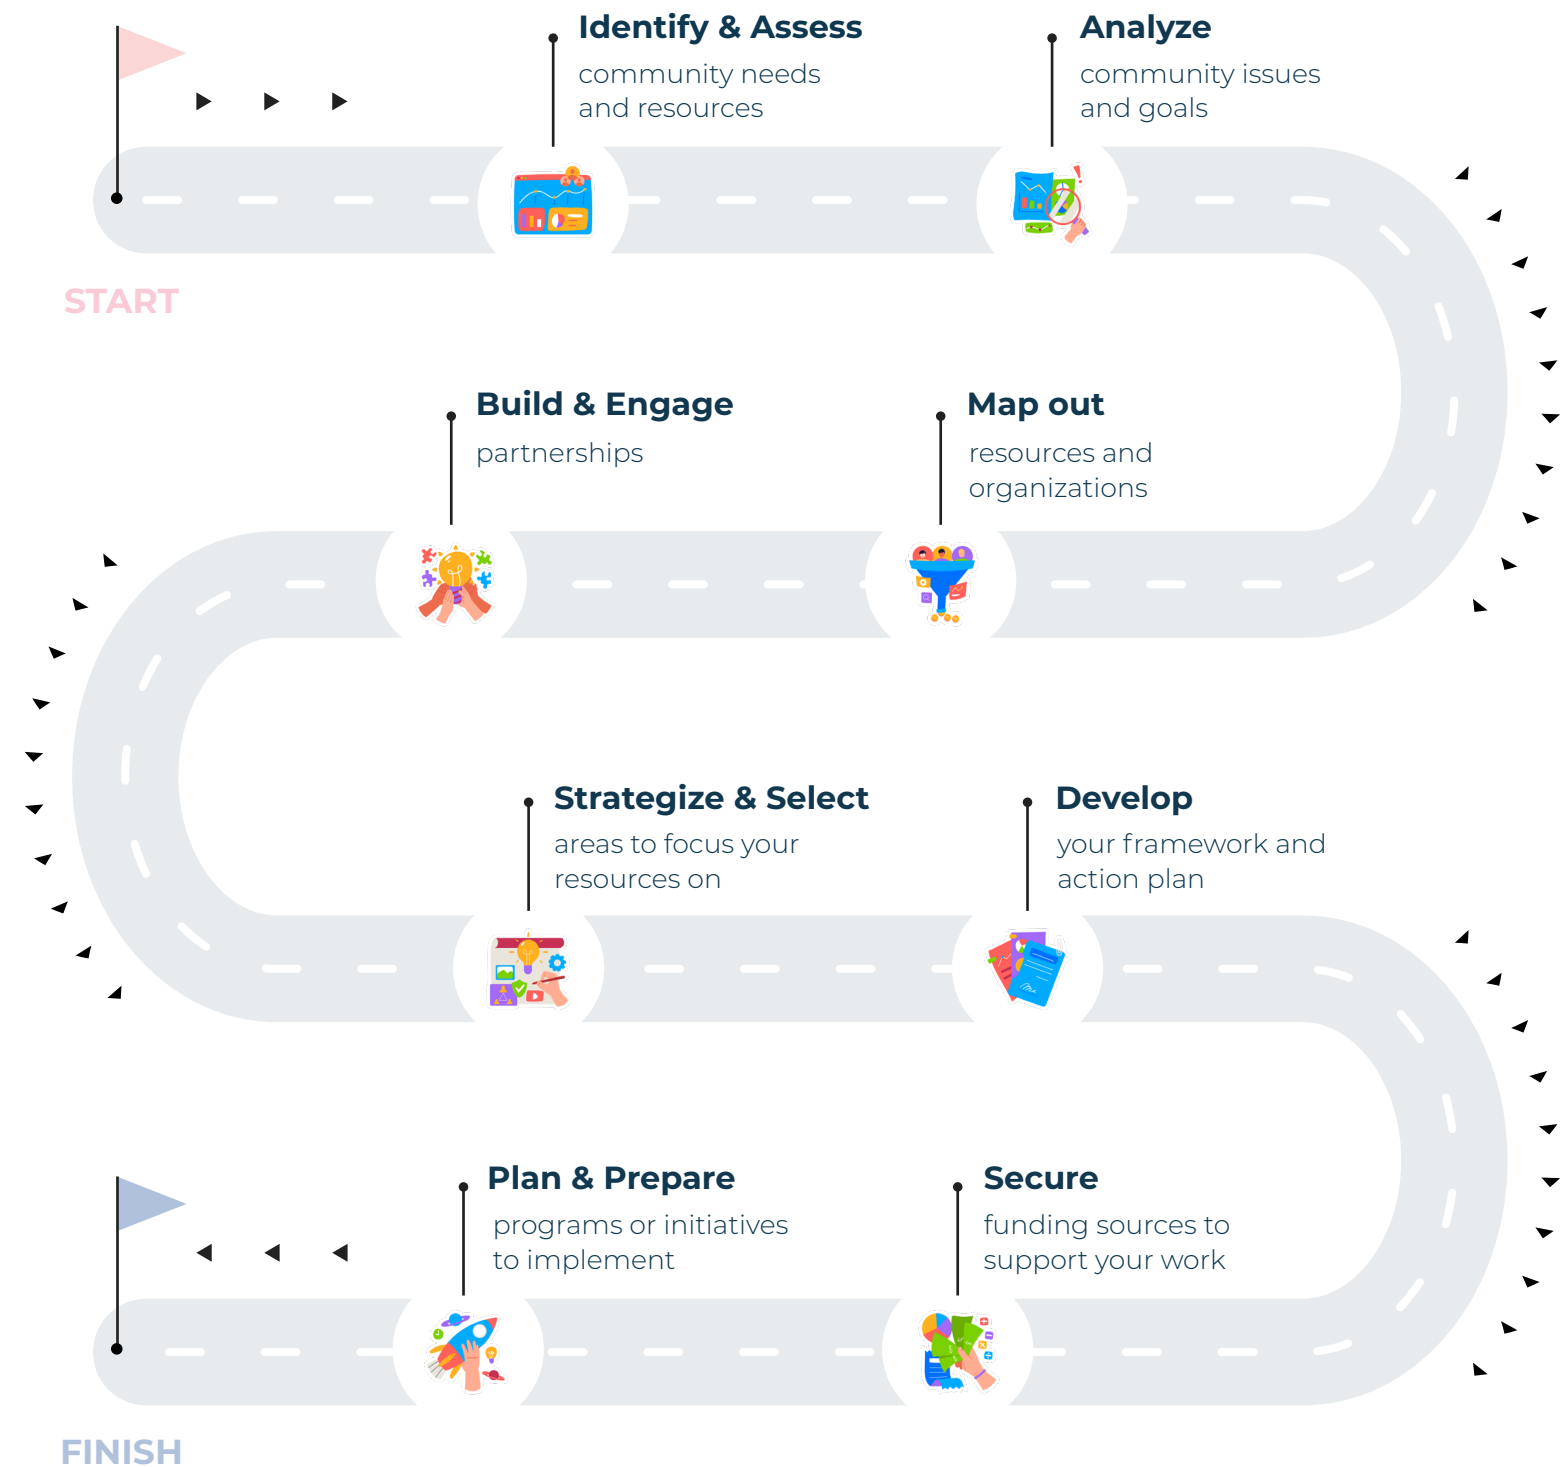 Identify & Assess
community needs
and resources
Analyze
community issues
and goals
START
Build & Engage
partnerships
Map out
resources and
organizations
Strategize & Select
areas to focus your
resources on
Develop
your framework and
action plan
Plan & Prepare
programs or initiatives
to implement
Secure
funding sources to
support your work
FINISH